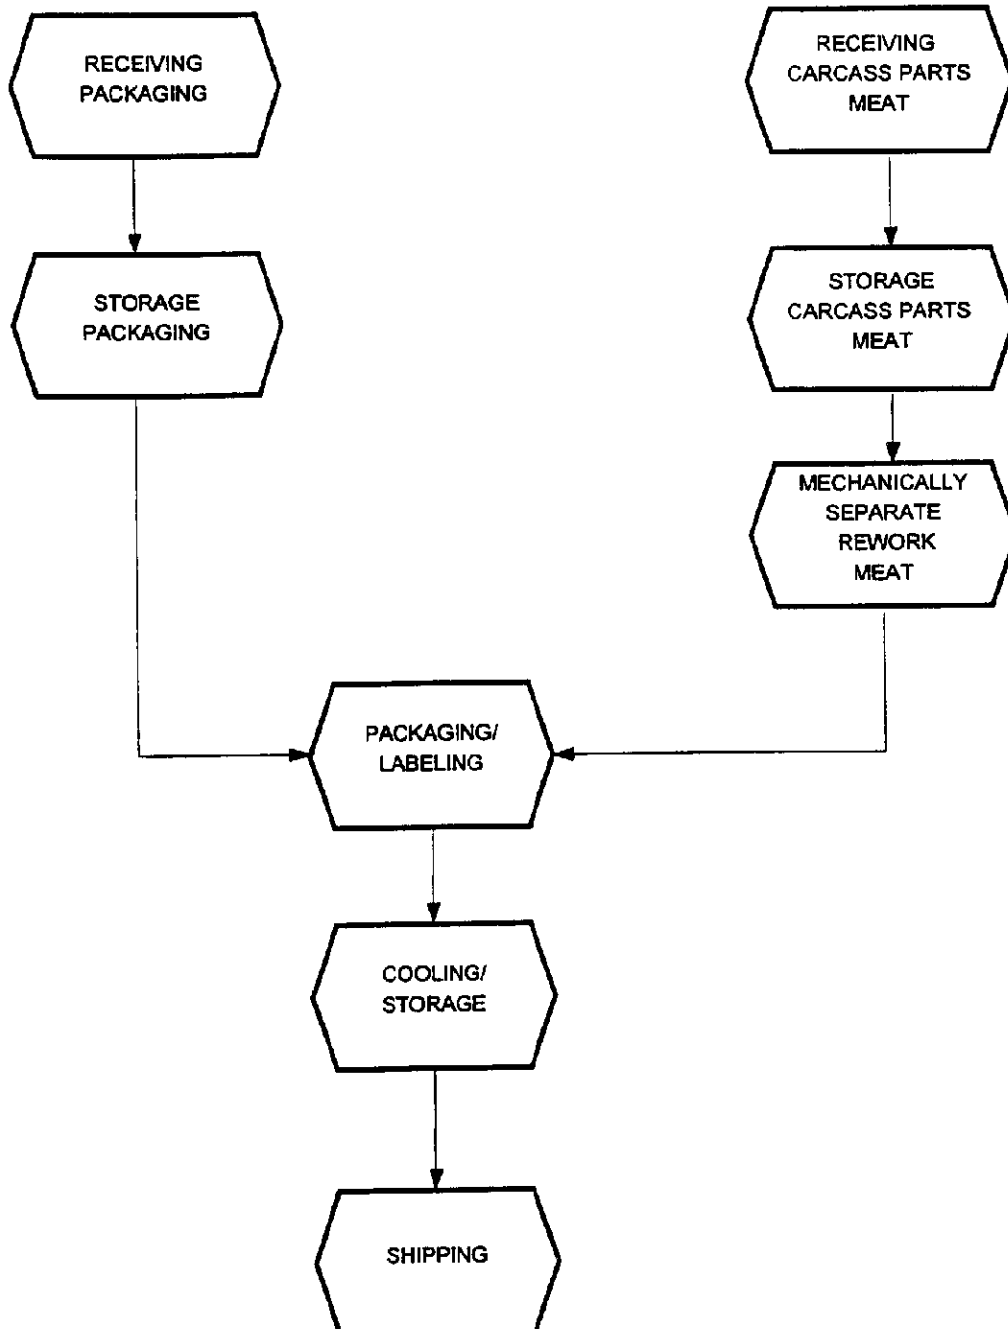 RECEIVING
PACKAGING
RECEIVING
CARCASS PARTS
MEAT
STORAGE
PACKAGING
STORAGE
CARCASS PARTS
MEAT
MECHANICALLY
SEPARATE
REWORK
MEAT
PACKAGING/
LABELING
COOLING/
STORAGE
SHIPPING